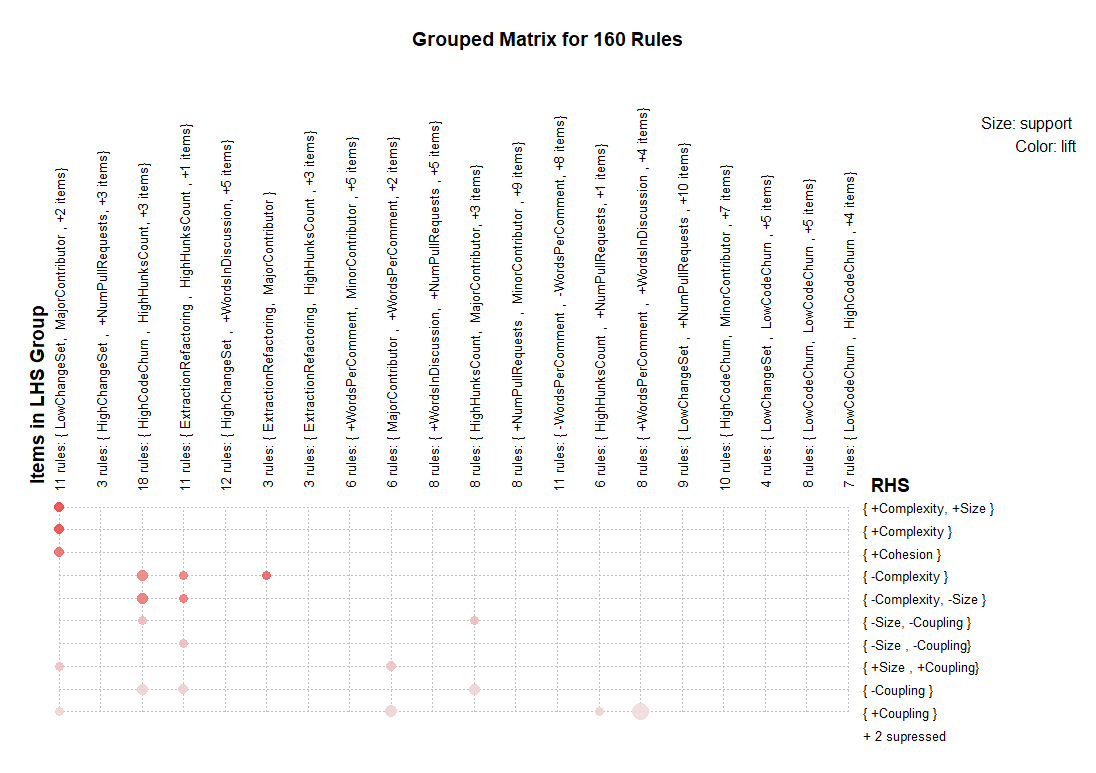 Grouped Matrix for 160 Rules
Size: support
Color: lift
Items in LHS Group
11 rules: { LowChangeSet, MajorContributor , +2 items}
3 rules: { HighChangeSet , +NumPullRequests, +3 items}
18 rules: { HighCodeChurn , HighHunksCount, +3 items}
11 rules: { ExtractionRefactoring , HighHunksCount , +1 items}
12 rules: { HighChangeSet , +WordsInDiscussion, +5 items}
3 rules: { ExtractionRefactoring, MajorContributor }
3 rules: { ExtractionRefactoring, HighHunksCount , +3 items}
6 rules: { +WordsPerComment, MinorContributor , +5 items}
6 rules: { MajorContributor , +WordsPerComment, +2 items}
8 rules: { +WordsInDiscussion, +NumPullRequests , +5 items}
8 rules: { HighHunksCount, MajorContributor, +3 items}
8 rules: { +NumPullRequests , MinorContributor , +9 items}
11 rules: { -WordsPerComment , -WordsPerComment, +8 items}
6 rules: { HighHunksCount , +NumPullRequests, +1 items}
8 rules: { +WordsPerComment , +WordsInDiscussion , +4 items}
9 rules: { LowChangeSet, +NumPullRequests , +10 items}
10 rules: { HighCodeChurn, MinorContributor , +7 items}
4 rules: { LowChangeSet , LowCodeChurn , +5 items}
8 rules: { LowCodeChurn, LowCodeChurn , +5 items}
7 rules: { LowCodeChurn , HighCodeChurn , +4 items}
RHS
{ +Complexity, +Size }
{ +Complexity }
{ +Cohesion }
{ -Complexity }
{ -Complexity, -Size }
{ -Size, -Coupling }
{ -Size , -Coupling}
{ +Size , +Coupling}
{ -Coupling }
{ +Coupling }
+ 2 supressed